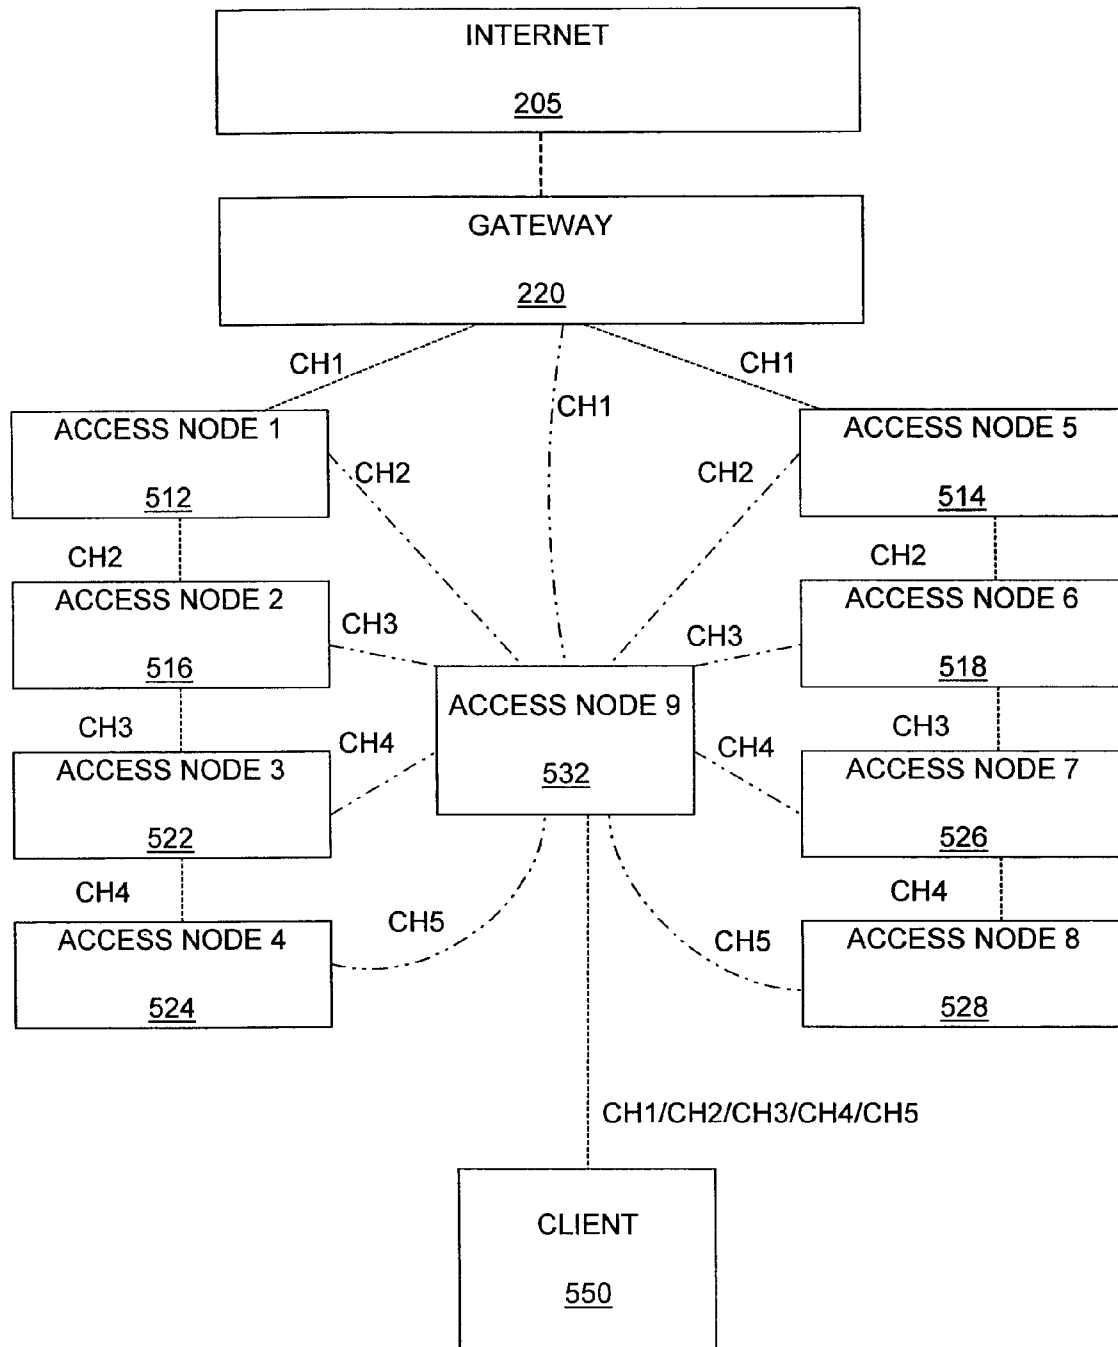 INTERNET
205
GATEWAY
220
CH1
CH1
CH1
ACCESS NODE 1
512
ACCESS NODE 5
514
CH2
CH2
CH2
CH2
ACCESS NODE 2
516
CH3
CH3
ACCESS NODE 6
518
ACCESS NODE 9
532
CH3
CH4
CH4
CH3
ACCESS NODE 3
522
ACCESS NODE 7
526
CH4
CH4
ACCESS NODE 4
524
CH5
CH5
ACCESS NODE 8
528
CH1/CH2/CH3/CH4/CH5
CLIENT
550